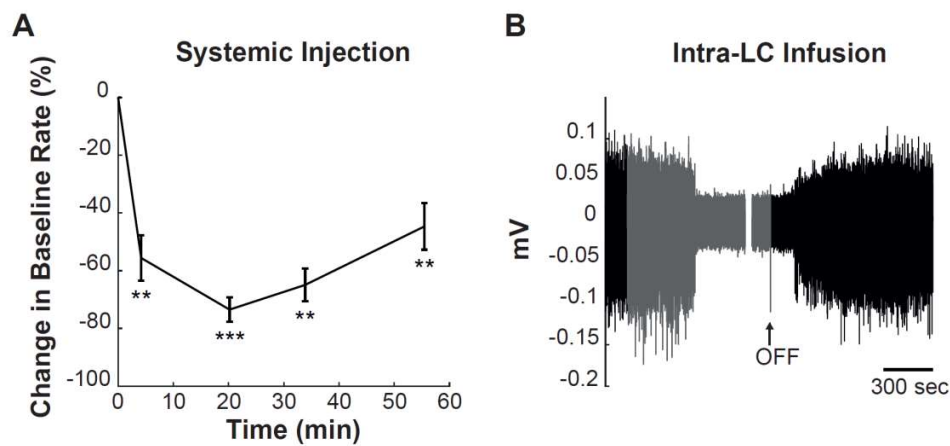 A
Systemic Injection
Change in Baseline Rate (%)
0
-20
-40
-60
-80
-100
**
***
**
**
0 10 20 30 40 50 60
Time (min)
B
Intra-LC Infusion
mV
0.1
0.05
0
-0.05
-0.1
-0.15
-0.2
OFF
300 sec